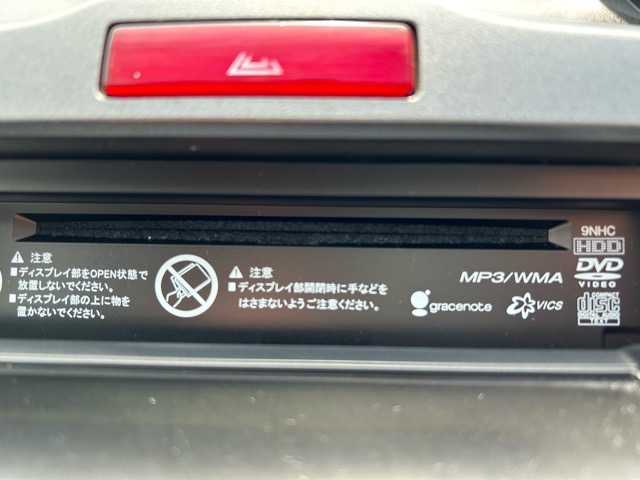 9NHC
HDD
注意
■ディスプレイ部をOPEN状態で
放置しないでください。
■ディスプレイ部の上に物を
置かないでください。
注意
■ディスプレイ部開閉時に手などを
はさまないようご注意ください。
MP3/WMA
gracenote
VICS
DVD
VIDEO
COMPACT
disc
DIGITAL AUDIO
TEXT